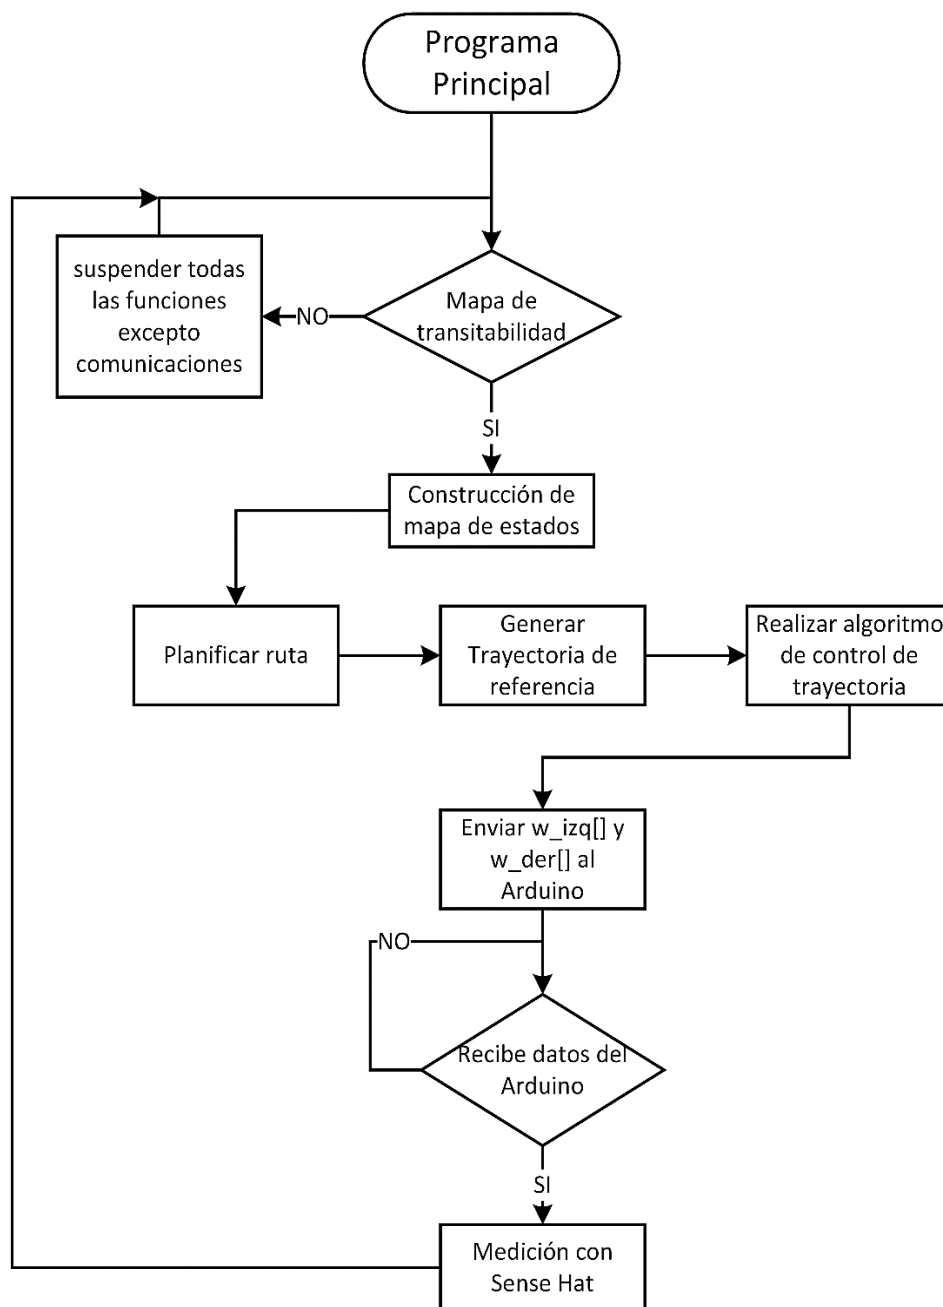 Programa
Principal
suspender todas
las funciones
excepto
comunicaciones
NO
Mapa de
transitabilidad
SI
Construcción de
mapa de estados
Planificar ruta
Generar
Trayectoria de
referencia
Realizar algoritmo
de control de
trayectoria
Enviar w_izq[] y
w_der[] al
Arduino
NO
Recibe datos del
Arduino
SI
Medición con
Sense Hat